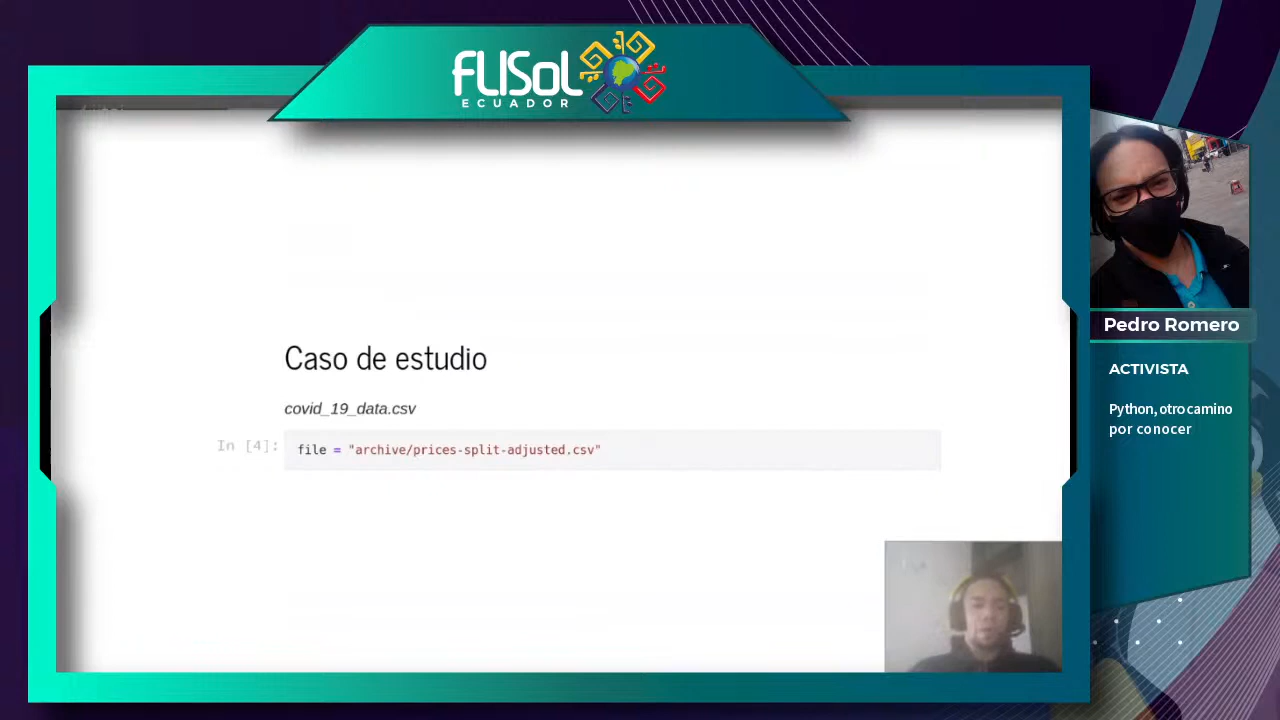 FLISoL
ECUADOR
Caso de estudio
covid_19_data.csv
In [4]:
file = "archive/prices-split-adjusted.csv"
Pedro Romero
ACTIVISTA
Python, otro camino
por conocer